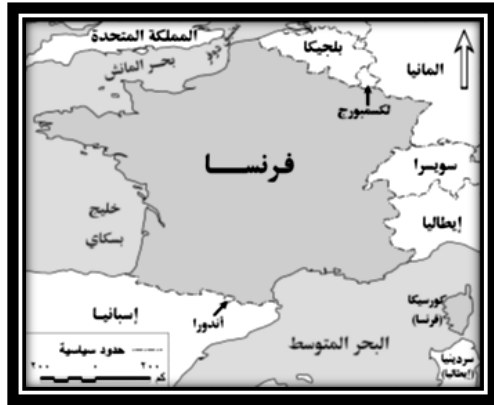 المملكة المتحدة
بحر المانش
بلجيكا
المانيا
لكسمبورج
فرنسا
سويسرا
إيطاليا
خليج
بسكاي
إسبانيا
أندورا
البحر المتوسط
كورسيكا
(فرنسا)
سردينيا
(إيطاليا)
حدود سياسية
٢٠٠ ٠ ٢٠٠
كم